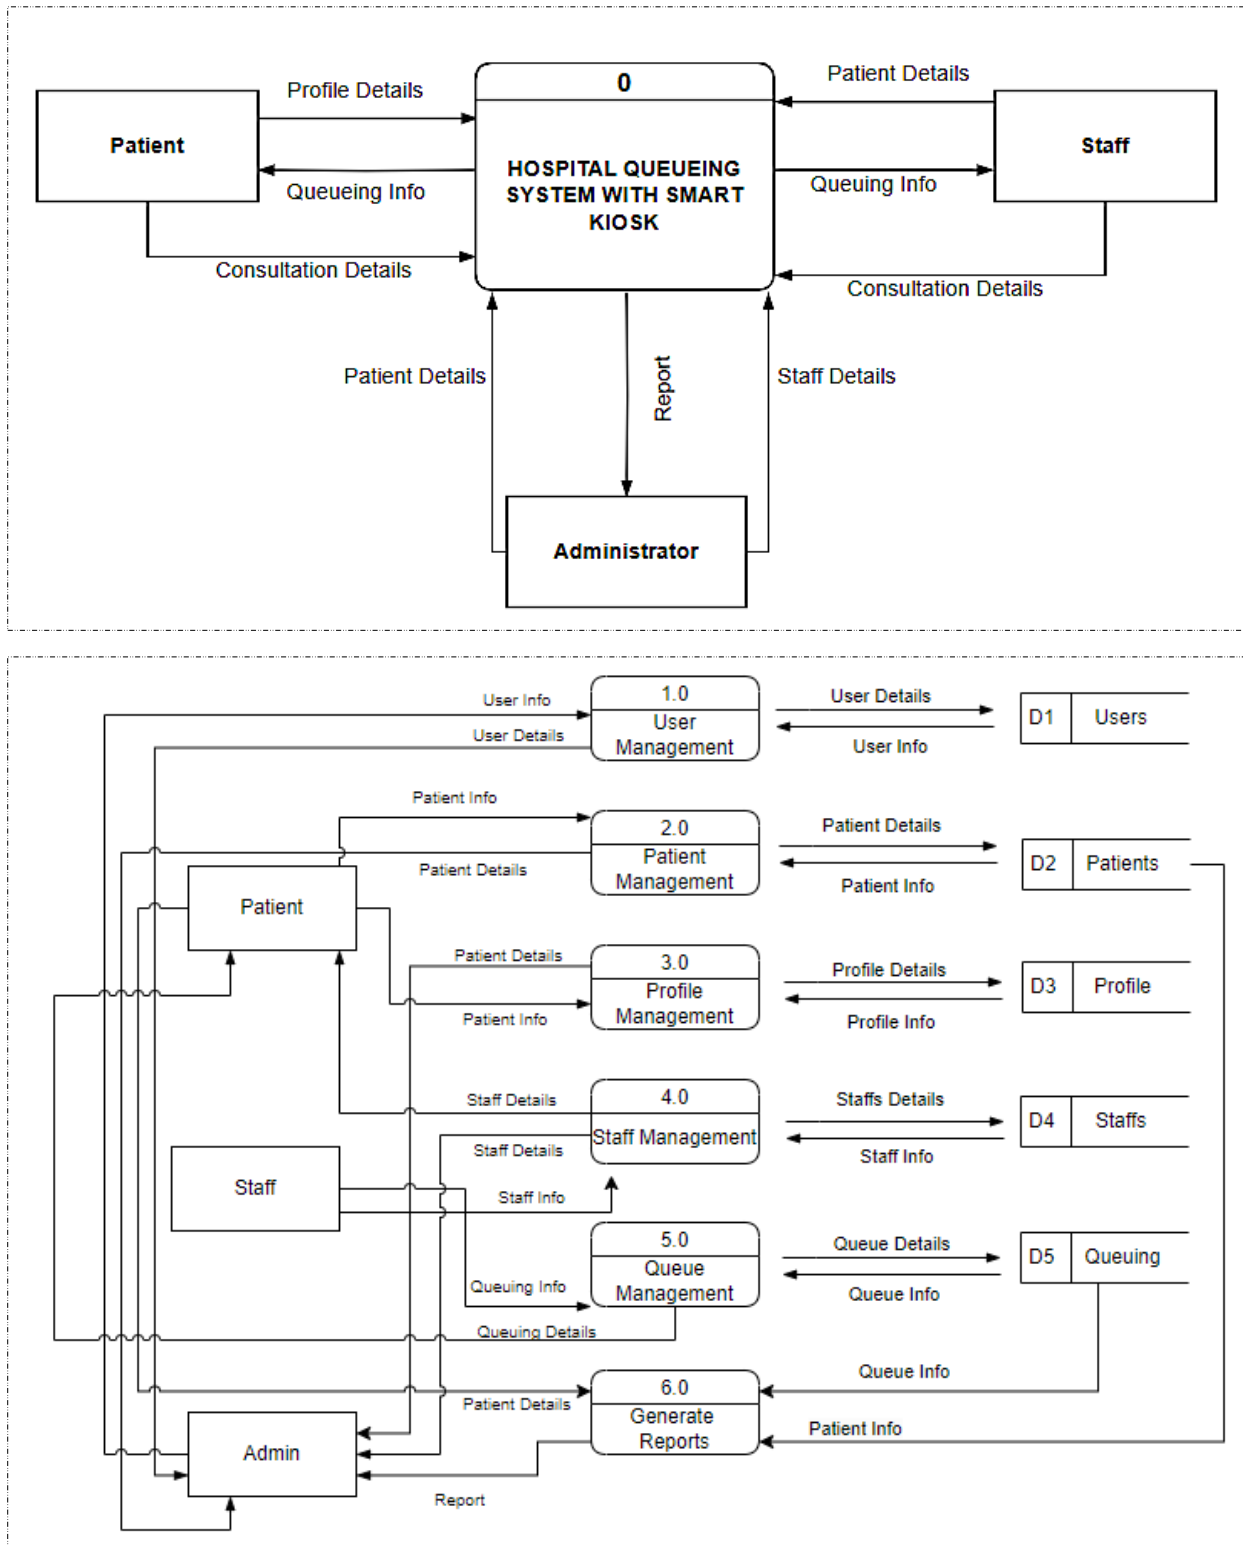 0
Patient Details
Profile Details
Patient
Staff
HOSPITAL QUEUEING
SYSTEM WITH SMART
KIOSK
Queueing Info
Queuing Info
Consultation Details
Consultation Details
Patient Details
Report
Staff Details
Administrator
User Info
1.0
User
Management
User Details
D1
Users
User Details
User Info
Patient Info
2.0
Patient
Management
Patient Details
D2
Patients
Patient Details
Patient Info
Patient
Patient Details
3.0
Profile
Management
Profile Details
D3
Profile
Patient Info
Profile Info
Staff Details
4.0
Staff Management
Staffs Details
D4
Staffs
Staff Details
Staff Info
Staff
Staff Info
5.0
Queue
Management
Queue Details
D5
Queuing
Queuing Info
Queue Info
Queuing Details
6.0
Generate
Reports
Queue Info
Patient Details
Patient Info
Admin
Report